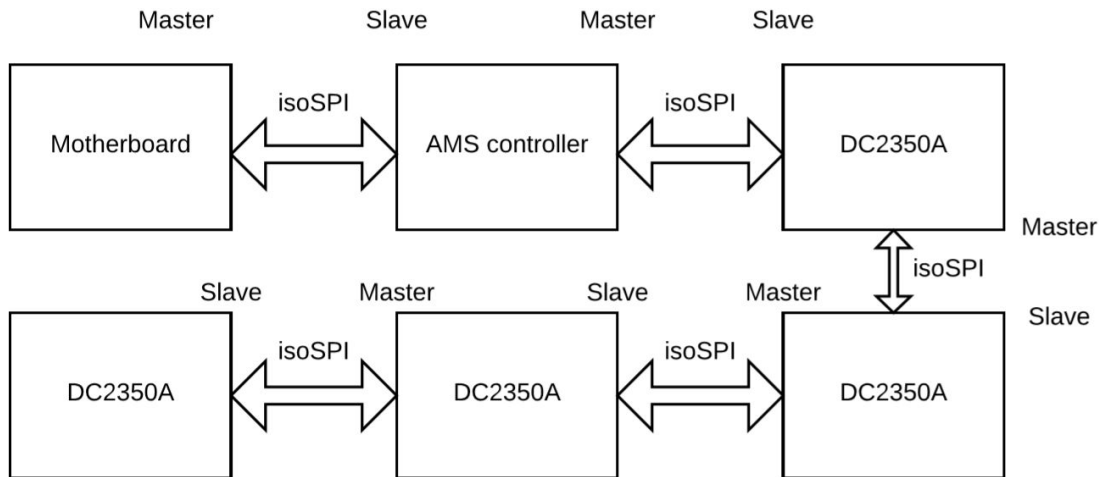 Master Slave Master Slave
isoSPI isoSPI
Motherboard AMS controller DC2350A
Master
isoSPI
Slave Master Slave Master
Slave
isoSPI isoSPI
DC2350A DC2350A DC2350A